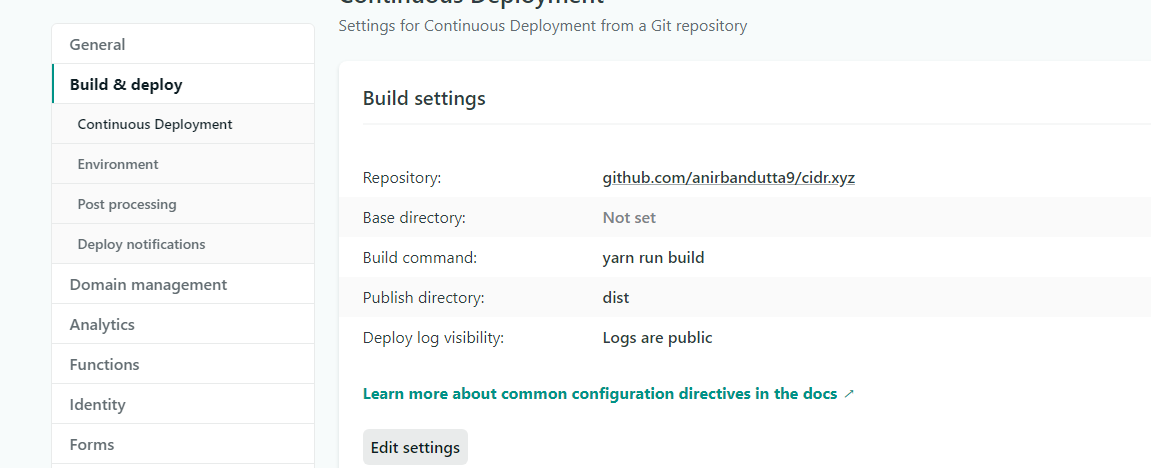 Continuous Deployment
Settings for Continuous Deployment from a Git repository
General
Build & deploy
Continuous Deployment
Environment
Post processing
Deploy notifications
Domain management
Analytics
Functions
Identity
Forms
Build settings
Repository: github.com/anirbandutta9/cidr.xyz
Base directory: Not set
Build command: yarn run build
Publish directory: dist
Deploy log visibility: Logs are public
Learn more about common configuration directives in the docs ↗
Edit settings